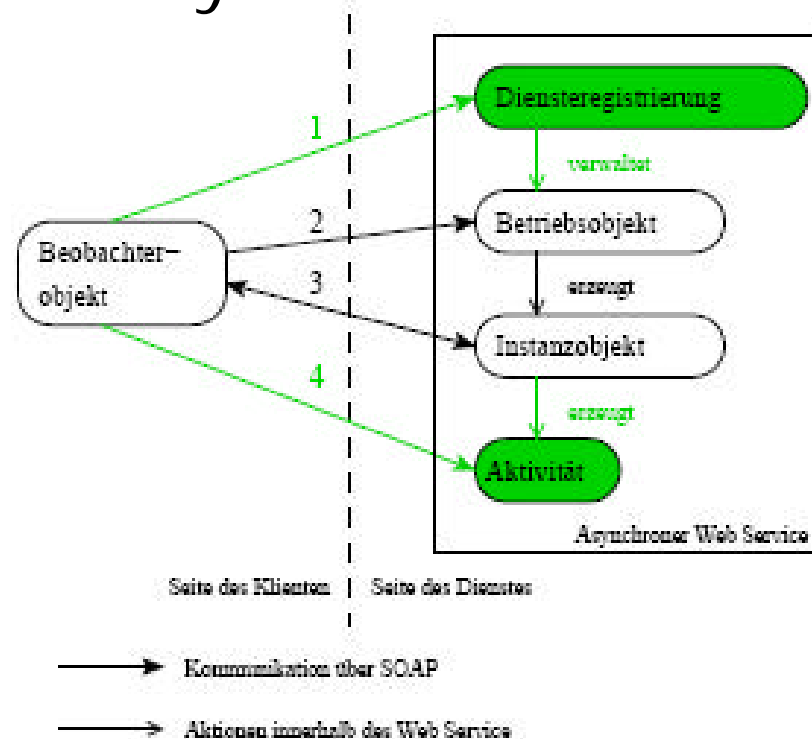 Diensteregistrierung
1
verwaltet
2
Betriebsobjekt
Beobachter–
objekt
3
erzeugt
Instanzobjekt
4
erzeugt
Aktivität
Asynchroner Web Service
Seite des Klienten
Seite des Dienstes
Kommunikation über SOAP
Aktionen innerhalb des Web Service